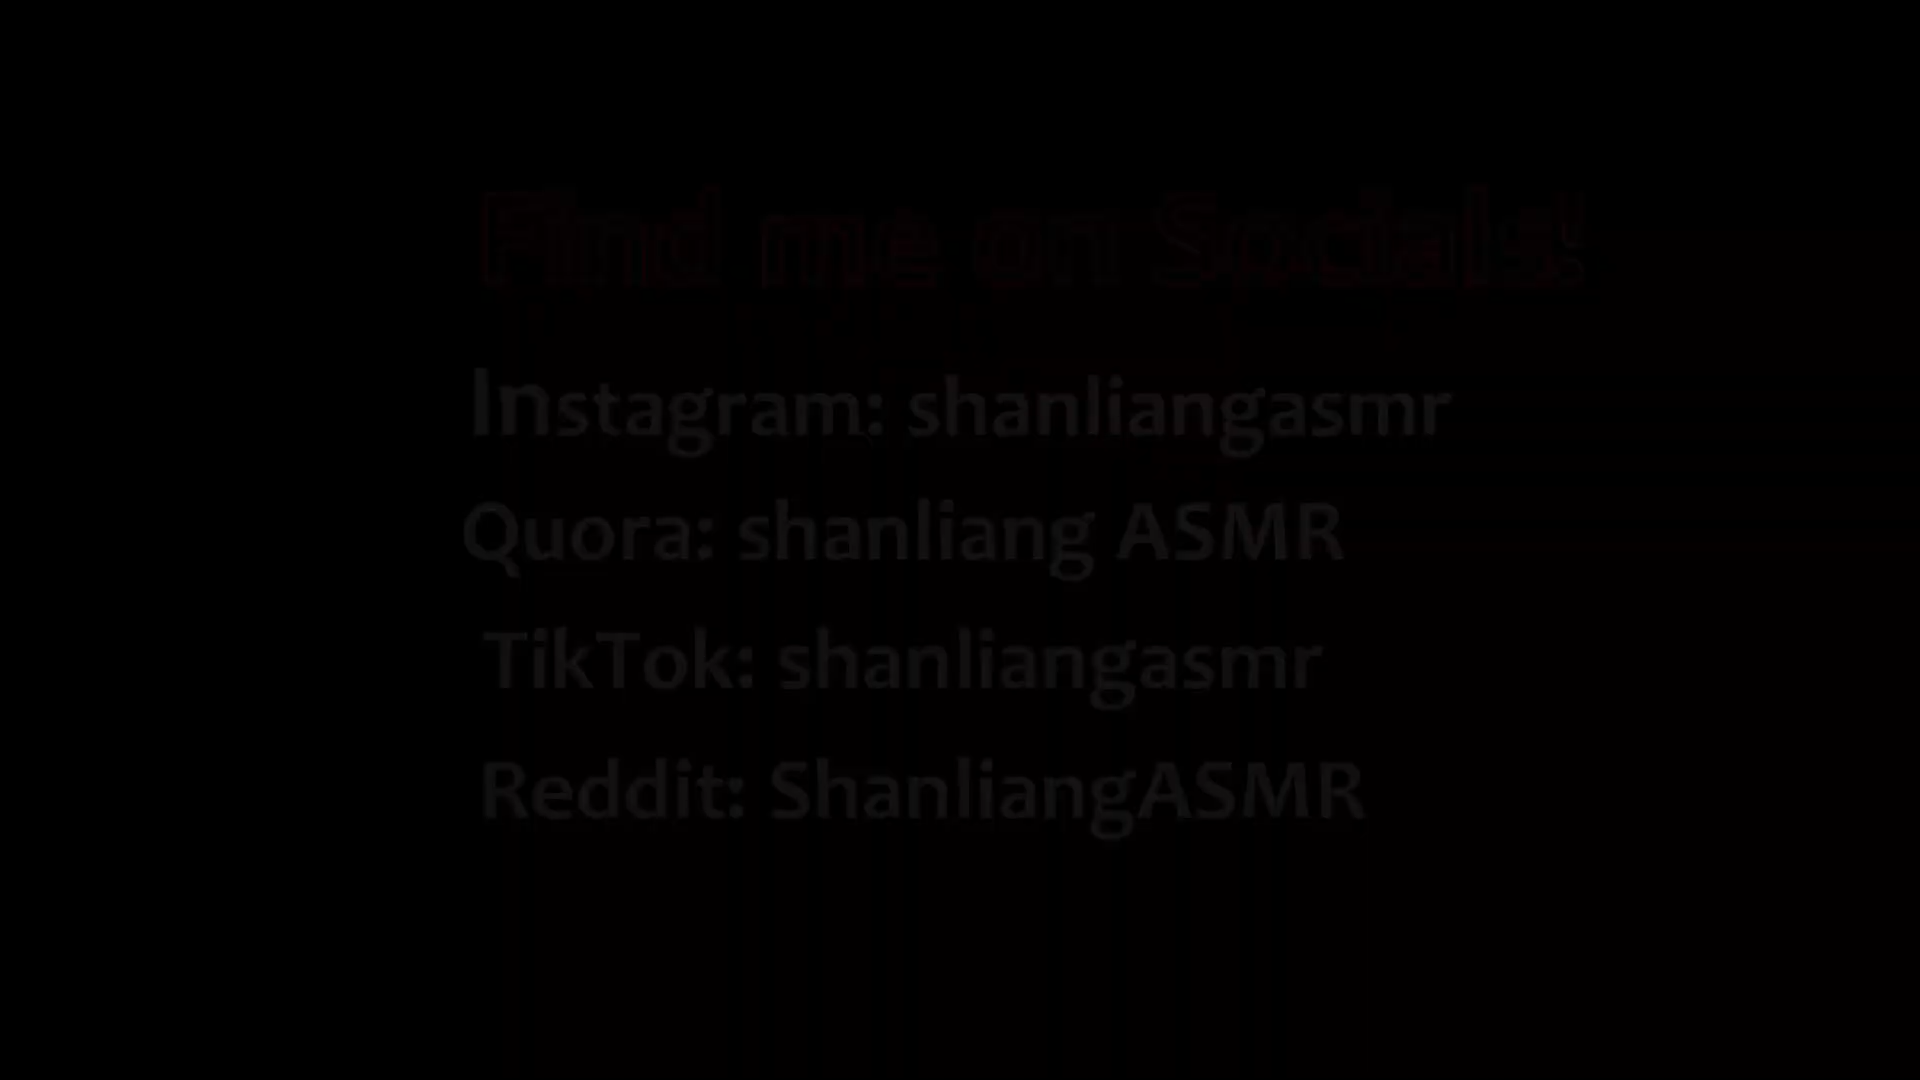 Find me on Socials!
Instagram: shanliangasmr
Quora: shanliang ASMR
TikTok: shanliangasmr
Reddit: ShanliangASMR